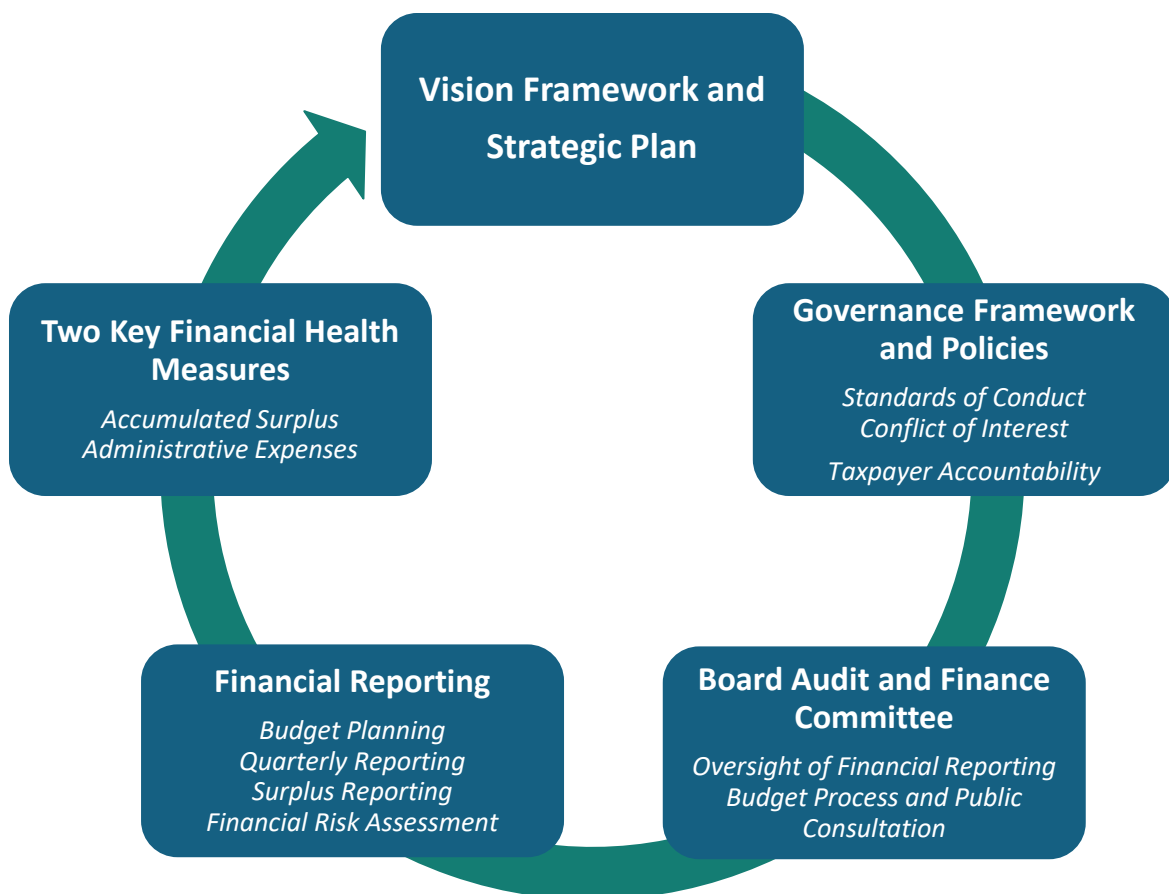 Vision Framework and
Strategic Plan
Governance Framework
and Policies
Standards of Conduct
Conflict of Interest
Taxpayer Accountability
Board Audit and Finance
Committee
Oversight of Financial Reporting
Budget Process and Public
Consultation
Financial Reporting
Budget Planning
Quarterly Reporting
Surplus Reporting
Financial Risk Assessment
Two Key Financial Health
Measures
Accumulated Surplus
Administrative Expenses